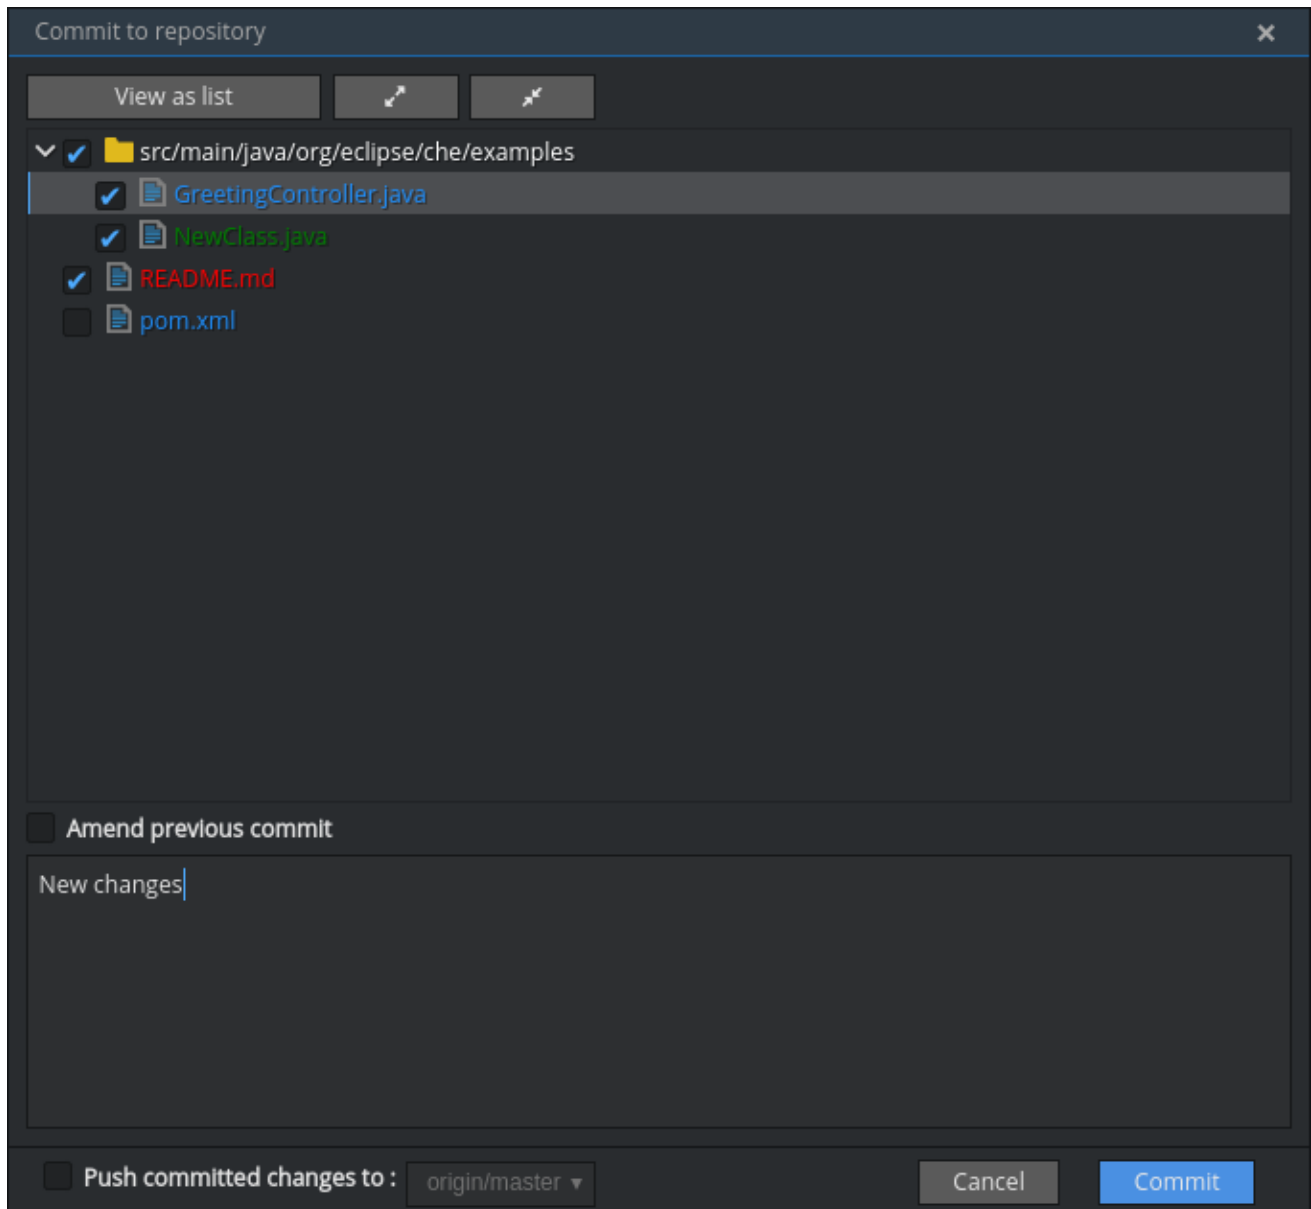 Commit to repository
View as list
src/main/java/org/eclipse/che/examples
GreetingController.java
NewClass.java
README.md
pom.xml
Amend previous commit
New changes
Push committed changes to : origin/master
Cancel
Commit